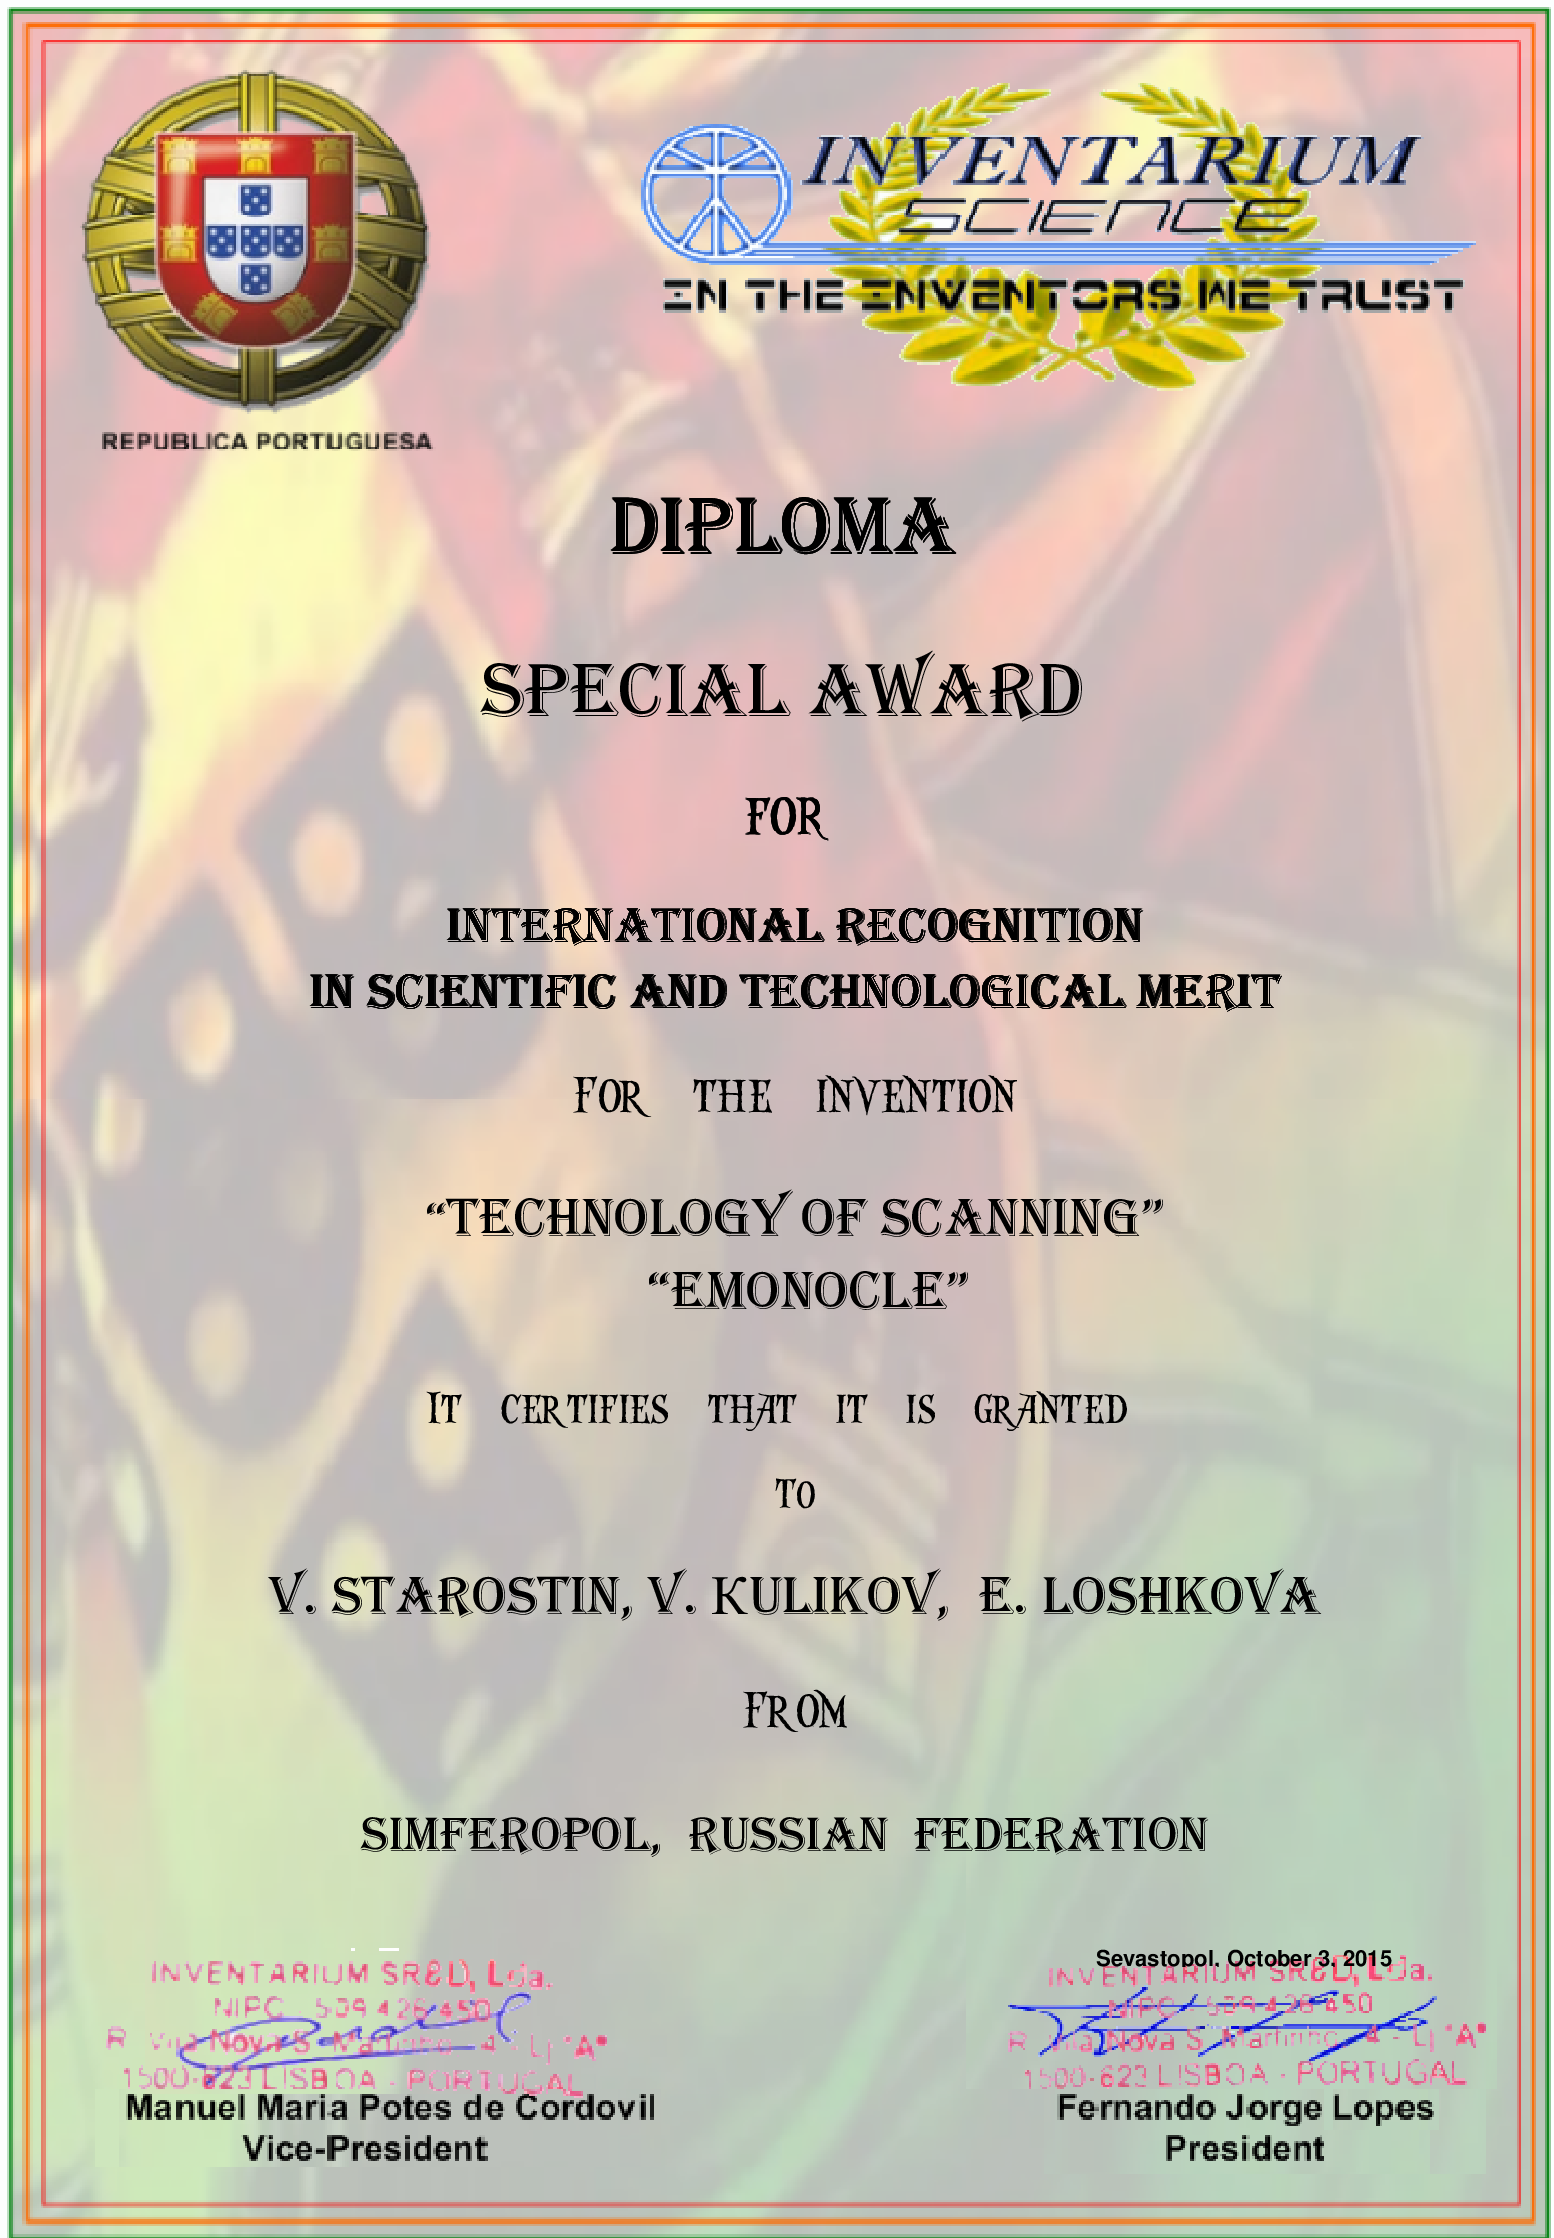 INVENTARIUM
SCIENCE
IN THE INVENTORS WE TRUST
REPUBLICA PORTUGUESA
DIPLOMA
SPECIAL AWARD
FOR
INTERNATIONAL RECOGNITION
IN SCIENTIFIC AND TECHNOLOGICAL MERIT
FOR THE INVENTION
“TECHNOLOGY OF SCANNING”
“EMONOCLE”
IT CERTIFIES THAT IT IS GRANTED
TO
V. STAROSTIN, V. KULIKOV, E. LOSHKOVA
FROM
SIMFEROPOL, RUSSIAN FEDERATION
INVENTARIUM SR&D, Lda.
NIPC - 509 426 450
R. Vila Nova S. Martinho, 4 - Lj "A"
1500-623 LISBOA - PORTUGAL
Manuel Maria Potes de Cordovil
Vice-President
Sevastopol, October 3, 2015
INVENTARIUM SR&D, Lda.
NIPC - 509 426 450
R. Vila Nova S. Martinho, 4 - Lj "A"
1500-623 LISBOA - PORTUGAL
Fernando Jorge Lopes
President